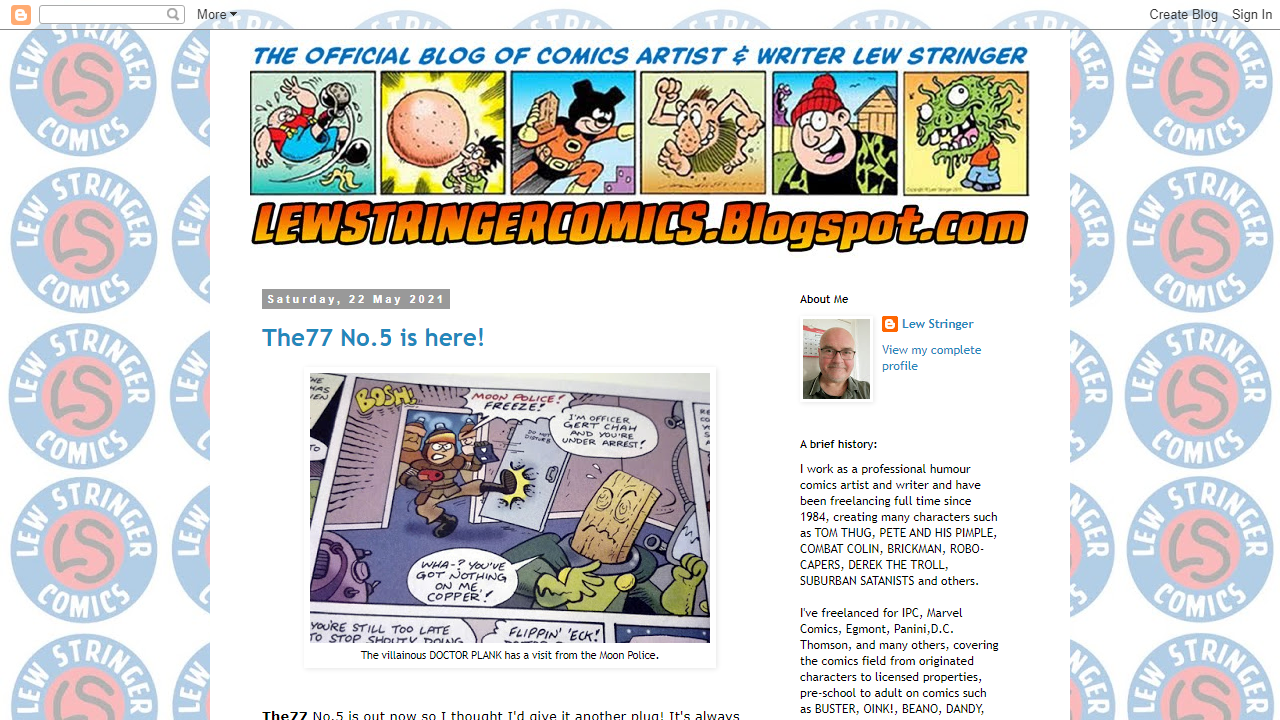 More
Create Blog
Sign In
THE OFFICIAL BLOG OF COMICS ARTIST & WRITER LEW STRINGER
LEWSTRINGERCOMICS.Blogspot.com
LEW STRINGER COMICS
Saturday, 22 May 2021
The77 No.5 is here!
BOSH!
MOON POLICE!
FREEZE!
I'M OFFICER
GERT CHAH
AND YOU'RE
UNDER ARREST!
DO NOT
DISTURB
WHA-? YOU'VE
GOT NOTHING
ON ME,
COPPER!
YOU'RE STILL TOO LATE
TO STOP SHOUTY DOING
FLIPPIN' 'ECK!
The villainous DOCTOR PLANK has a visit from the Moon Police.
The77 No.5 is out now so I thought I'd give it another plug! It's always
About Me
Lew Stringer
View my complete
profile
A brief history:
I work as a professional humour
comics artist and writer and have
been freelancing full time since
1984, creating many characters such
as TOM THUG, PETE AND HIS PIMPLE,
COMBAT COLIN, BRICKMAN, ROBO-
CAPERS, DEREK THE TROLL,
SUBURBAN SATANISTS and others.
I've freelanced for IPC, Marvel
Comics, Egmont, Panini,D.C.
Thomson, and many others, covering
the comics field from originated
characters to licensed properties,
pre-school to adult on comics such
as BUSTER, OINK!, BEANO, DANDY,